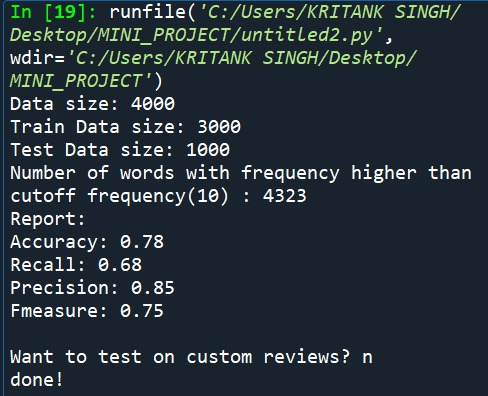 In [19]: runfile('C:/Users/KRITANK SINGH/
Desktop/MINI_PROJECT/untitled2.py',
wdir='C:/Users/KRITANK SINGH/Desktop/
MINI_PROJECT')
Data size: 4000
Train Data size: 3000
Test Data size: 1000
Number of words with frequency higher than
cutoff frequency(10) : 4323
Report:
Accuracy: 0.78
Recall: 0.68
Precision: 0.85
Fmeasure: 0.75
Want to test on custom reviews? n
done!